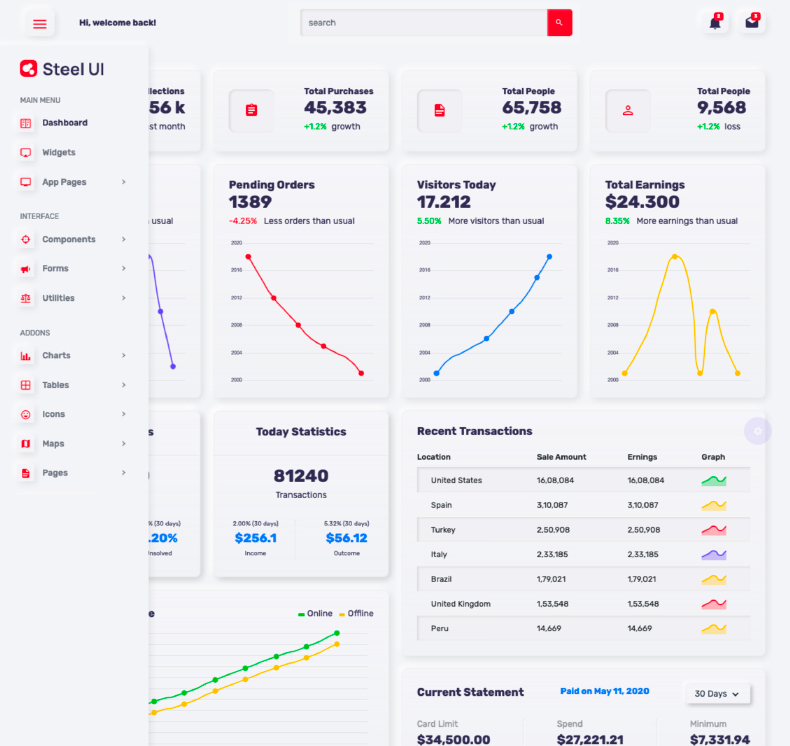 Hi, welcome back!
search
3
3
Steel UI
MAIN MENU
Dashboard
Widgets
App Pages
INTERFACE
Components
Forms
Utilities
ADDONS
Charts
Tables
Icons
Maps
Pages
llections
56 k
st month
Total Purchases
45,383
+1.2% growth
Total People
65,758
+1.2% growth
Total People
9,568
+1.2% loss
usual
Pending Orders
1389
-4.25% Less orders than usual
2020
2016
2012
2008
2004
2000
Visitors Today
17.212
5.50% More visitors than usual
2020
2016
2012
2008
2004
2000
Total Earnings
$24.300
8.35% More earnings than usual
2020
2016
2012
2008
2004
2000
s
% (30 days)
.20%
nsolved
Today Statistics
81240
Transactions
2.00% (30 days)
$256.1
Income
5.32% (30 days)
$56.12
Outcome
Recent Transactions
Location Sale Amount Ernings Graph
United States 16,08,084 16,08,084
Spain 3,10,087 3,10,087
Turkey 2,50,908 2,50,908
Italy 2,33,185 2,33,185
Brazil 1,79,021 1,79,021
United Kingdom 1,53,548 1,53,548
Peru 14,669 14,669
e
Online Offline
Current Statement Paid on May 11, 2020 30 Days
Card Limit Spend Minimum
$34,500.00 $27,221.21 $7,331.94